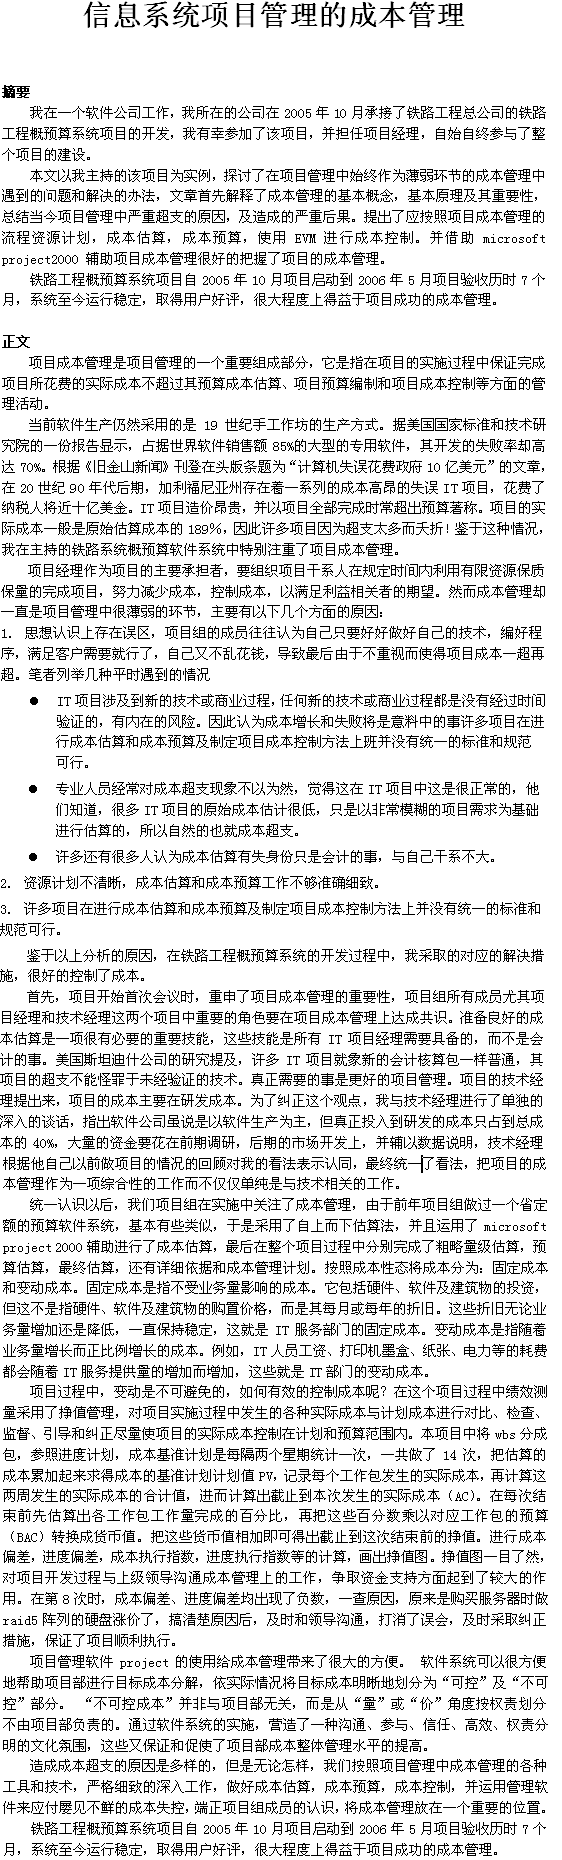 信息系统项目管理的成本管理
摘要
我在一个软件公司工作，我所在的公司在 2005 年 10 月承接了铁路工程总公司的铁路
工程概预算系统项目的开发，我有幸参加了该项目，并担任项目经理，自始自终参与了整
个项目的建设。
本文以我主持的该项目为实例，探讨了在项目管理中始终作为薄弱环节的成本管理中
遇到的问题和解决的办法，文章首先解释了成本管理的基本概念，基本原理及其重要性，
总结当今项目管理中严重超支的原因，及造成的严重后果。提出了应按照项目成本管理的
流程资源计划，成本估算，成本预算，使用 EVM 进行成本控制。并借助 microsoft
project2000 辅助项目成本管理很好的把握了项目的成本管理。
铁路工程概预算系统项目自 2005 年 10 月项目启动到 2006 年 5 月项目验收历时 7 个
月，系统至今运行稳定，取得用户好评，很大程度上得益于项目成功的成本管理。
正文
项目成本管理是项目管理的一个重要组成部分，它是指在项目的实施过程中保证完成
项目所花费的实际成本不超过其预算成本估算、项目预算编制和项目成本控制等方面的管
理活动。
当前软件生产仍然采用的是 19 世纪手工作坊的生产方式。据美国国家标准和技术研
究院的一份报告显示，占据世界软件销售额 85%的大型的专用软件，其开发的失败率却高
达 70%。根据《旧金山新闻》刊登在头版条题为“计算机失误花费政府 10 亿美元”的文章，
在 20 世纪 90 年代后期，加利福尼亚州存在着一系列的成本高昂的失误 IT 项目，花费了
纳税人将近十亿美金。IT 项目造价昂贵，并以项目全部完成时常超出预算著称。项目的实
际成本一般是原始估算成本的 189%，因此许多项目因为超支太多而夭折！鉴于这种情况，
我在主持的铁路系统概预算软件系统中特别注重了项目成本管理。
项目经理作为项目的主要承担者，要组织项目干系人在规定时间内利用有限资源保质
保量的完成项目，努力减少成本，控制成本，以满足利益相关者的期望。然而成本管理却
一直是项目管理中很薄弱的环节，主要有以下几个方面的原因：
1. 思想认识上存在误区，项目组的成员往往认为自己只要好好做好自己的技术，编好程
序，满足客户需要就行了，自己又不乱花钱，导致最后由于不重视而使得项目成本一超再
超。笔者列举几种平时遇到的情况
● IT 项目涉及到新的技术或商业过程，任何新的技术或商业过程都是没有经过时间
验证的，有内在的风险。因此认为成本增长和失败将是意料中的事许多项目在进
行成本估算和成本预算及制定项目成本控制方法上班并没有统一的标准和规范
可行。
● 专业人员经常对成本超支现象不以为然，觉得这在 IT 项目中这是很正常的，他
们知道，很多 IT 项目的原始成本估计很低，只是以非常模糊的项目需求为基础
进行估算的，所以自然的也就成本超支。
● 许多还有很多人认为成本估算有失身份只是会计的事，与自己干系不大。
2. 资源计划不清晰，成本估算和成本预算工作不够准确细致。
3. 许多项目在进行成本估算和成本预算及制定项目成本控制方法上并没有统一的标准和
规范可行。
鉴于以上分析的原因，在铁路工程概预算系统的开发过程中，我采取的对应的解决措
施，很好的控制了成本。
首先，项目开始首次会议时，重申了项目成本管理的重要性，项目组所有成员尤其项
目经理和技术经理这两个项目中重要的角色要在项目成本管理上达成共识。准备良好的成
本估算是一项很有必要的重要技能，这些技能是所有 IT 项目经理需要具备的，而不是会
计的事。美国斯坦迪什公司的研究提及，许多 IT 项目就象新的会计核算包一样普通，其
项目的超支不能怪罪于未经验证的技术。真正需要的事是更好的项目管理。项目的技术经
理提出来，项目的成本主要在研发成本。为了纠正这个观点，我与技术经理进行了单独的
深入的谈话，指出软件公司虽说是以软件生产为主，但真正投入到研发的成本只占到总成
本的 40%，大量的资金要花在前期调研，后期的市场开发上，并辅以数据说明，技术经理
根据他自己以前做项目的情况的回顾对我的看法表示认同，最终统一了看法，把项目的成
本管理作为一项综合性的工作而不仅仅单纯是与技术相关的工作。
统一认识以后，我们项目组在实施中关注了成本管理，由于前年项目组做过一个省定
额的预算软件系统，基本有些类似，于是采用了自上而下估算法，并且运用了 microsoft
project 2000 辅助进行了成本估算，最后在整个项目过程中分别完成了粗略量级估算，预
算估算，最终估算，还有详细依据和成本管理计划。按照成本性态将成本分为：固定成本
和变动成本。固定成本是指不受业务量影响的成本。它包括硬件、软件及建筑物的投资，
但这不是指硬件、软件及建筑物的购置价格，而是其每月或每年的折旧。这些折旧无论业
务量增加还是降低，一直保持稳定，这就是 IT 服务部门的固定成本。变动成本是指随着
业务量增长而正比例增长的成本。例如，IT 人员工资、打印机墨盒、纸张、电力等的耗费
都会随着 IT 服务提供量的增加而增加，这些就是 IT 部门的变动成本。
项目过程中，变动是不可避免的，如何有效的控制成本呢？在这个项目过程中绩效测
量采用了挣值管理，对项目实施过程中发生的各种实际成本与计划成本进行对比、检查、
监督、引导和纠正尽量使项目的实际成本控制在计划和预算范围内。本项目中将 wbs 分成
包，参照进度计划，成本基准计划是每隔两个星期统计一次，一共做了 14 次，把估算的
成本累加起来求得成本的基准计划计划值 PV，记录每个工作包发生的实际成本，再计算这
两周发生的实际成本的合计值，进而计算出截止到本次发生的实际成本（AC）。在每次结
束前先估算出各工作包工作量完成的百分比，再把这些百分数乘以对应工作包的预算
（BAC）转换成货币值。把这些货币值相加即可得出截止到这次结束前的挣值。进行成本
偏差，进度偏差，成本执行指数，进度执行指数等的计算，画出挣值图。挣值图一目了然，
对项目开发过程与上级领导沟通成本管理上的工作，争取资金支持方面起到了较大的作
用。在第 8 次时，成本偏差、进度偏差均出现了负数，一查原因，原来是购买服务器时做
raid5 阵列的硬盘涨价了，搞清楚原因后，及时和领导沟通，打消了误会，及时采取纠正
措施，保证了项目顺利执行。
项目管理软件 project 的使用给成本管理带来了很大的方便。 软件系统可以很方便
地帮助项目部进行目标成本分解，依实际情况将目标成本明晰地划分为“可控”及“不可
控”部分。 “不可控成本”并非与项目部无关，而是从“量”或“价”角度按权责划分
不由项目部负责的。通过软件系统的实施，营造了一种沟通、参与、信任、高效、权责分
明的文化氛围，这些又保证和促使了项目部成本整体管理水平的提高。
造成成本超支的原因是多样的，但是无论怎样，我们按照项目管理中成本管理的各种
工具和技术，严格细致的深入工作，做好成本估算，成本预算，成本控制，并运用管理软
件来应付屡见不鲜的成本失控，端正项目组成员的认识，将成本管理放在一个重要的位置。
铁路工程概预算系统项目自 2005 年 10 月项目启动到 2006 年 5 月项目验收历时 7 个
月，系统至今运行稳定，取得用户好评，很大程度上得益于项目成功的成本管理。